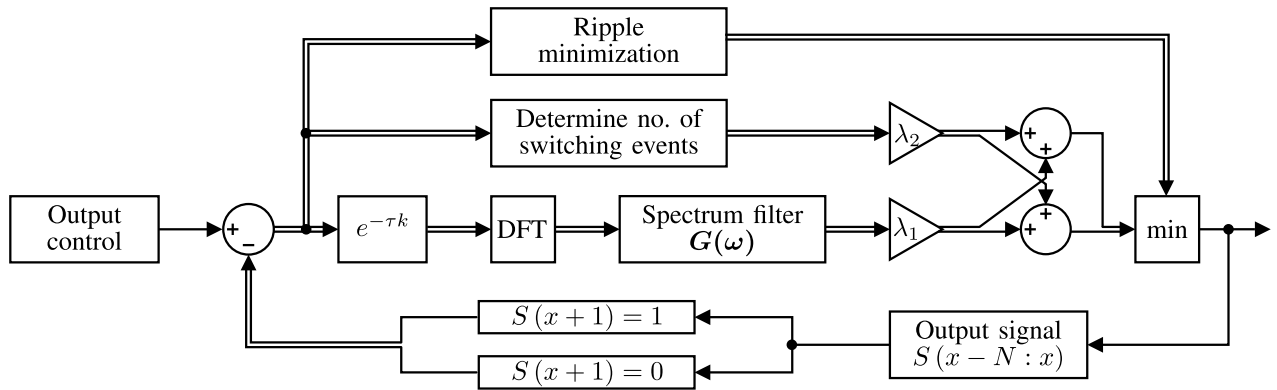 Ripple
minimization
Determine no. of
switching events
λ₂
+
+
Output
control
+
−
e^{−τk}
DFT
Spectrum filter
G(ω)
λ₁
+
+
min
S (x + 1) = 1
S (x + 1) = 0
Output signal
S (x − N : x)